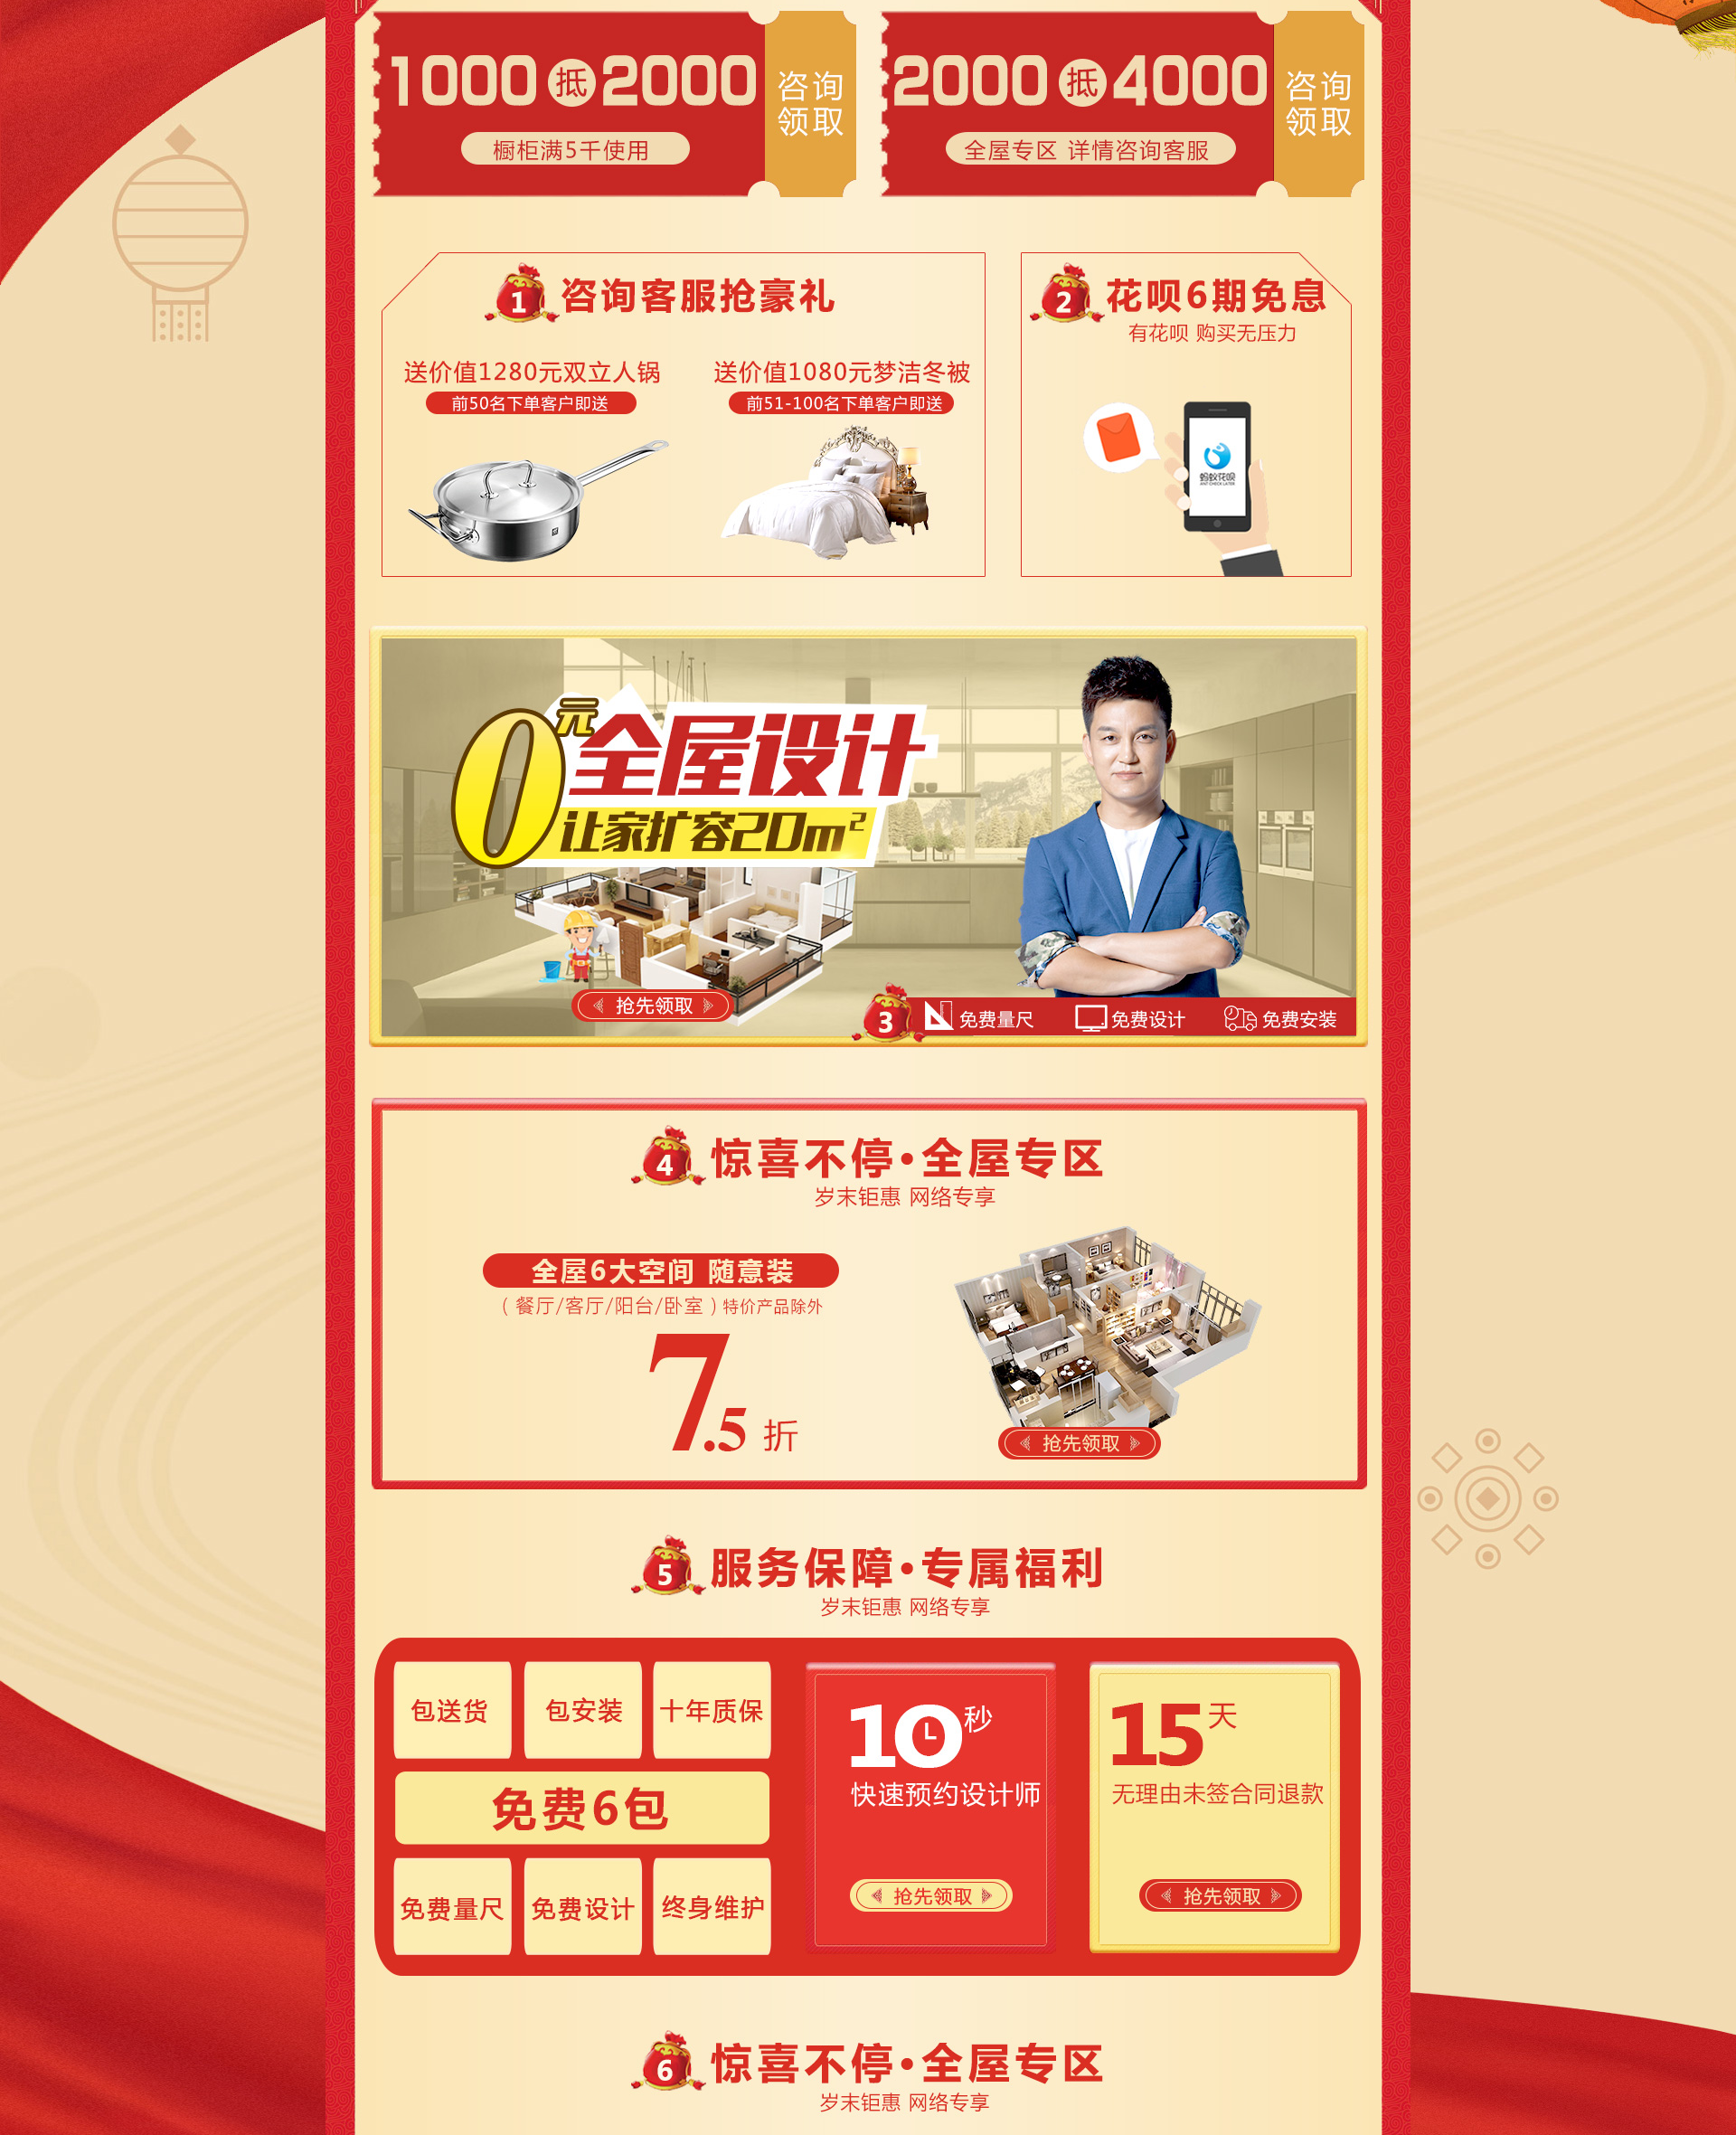 1000抵2000
橱柜满5千使用
咨询
领取
2000抵4000
全屋专区 详情咨询客服
咨询
领取
1 咨询客服抢豪礼
送价值1280元双立人锅
前50名下单客户即送
送价值1080元梦洁冬被
前51-100名下单客户即送
2 花呗6期免息
有花呗 购买无压力
蚂蚁花呗
ANT CHECK LATER
0元全屋设计
让家扩容20m²
抢先领取
3 免费量尺 免费设计 免费安装
4 惊喜不停·全屋专区
岁末钜惠 网络专享
全屋6大空间 随意装
(餐厅/客厅/阳台/卧室)特价产品除外
7.5折
抢先领取
5 服务保障·专属福利
岁末钜惠 网络专享
包送货 包安装 十年质保
免费6包
免费量尺 免费设计 终身维护
10秒
快速预约设计师
抢先领取
15天
无理由未签合同退款
抢先领取
6 惊喜不停·全屋专区
岁末钜惠 网络专享